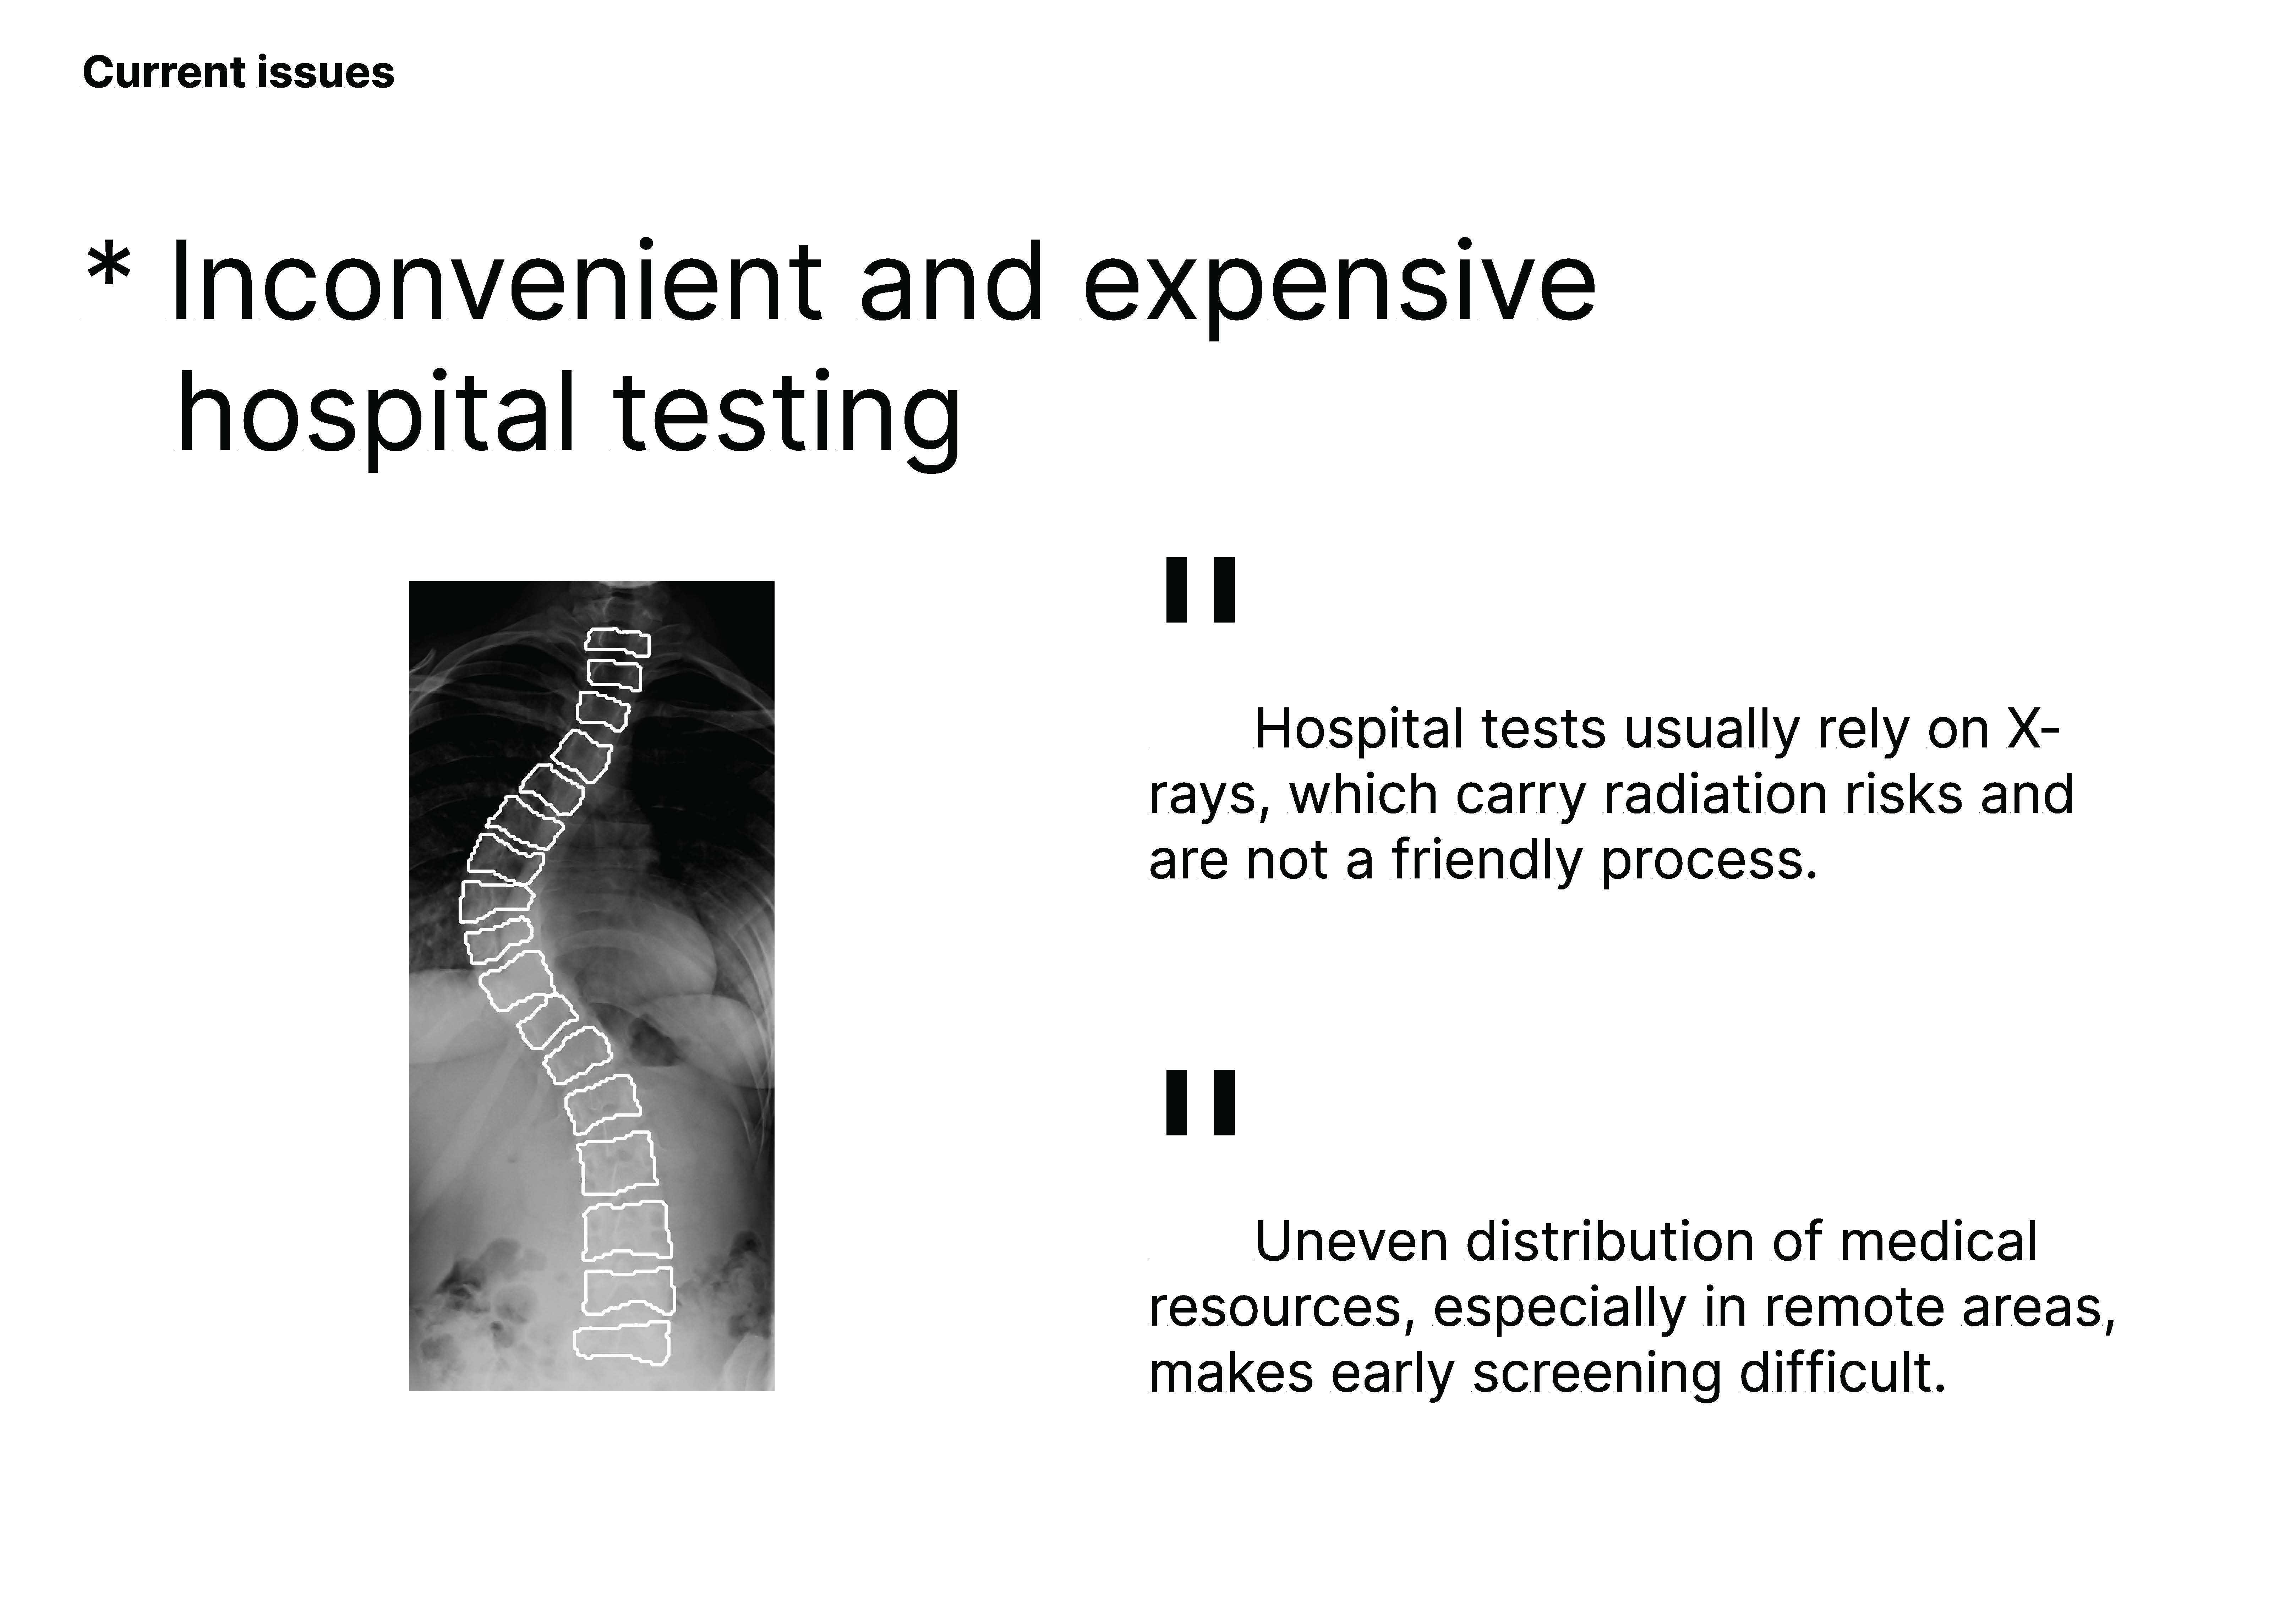 Current issues
* Inconvenient and expensive
hospital testing
"
Hospital tests usually rely on X-
rays, which carry radiation risks and
are not a friendly process.
"
Uneven distribution of medical
resources, especially in remote areas,
makes early screening difficult.